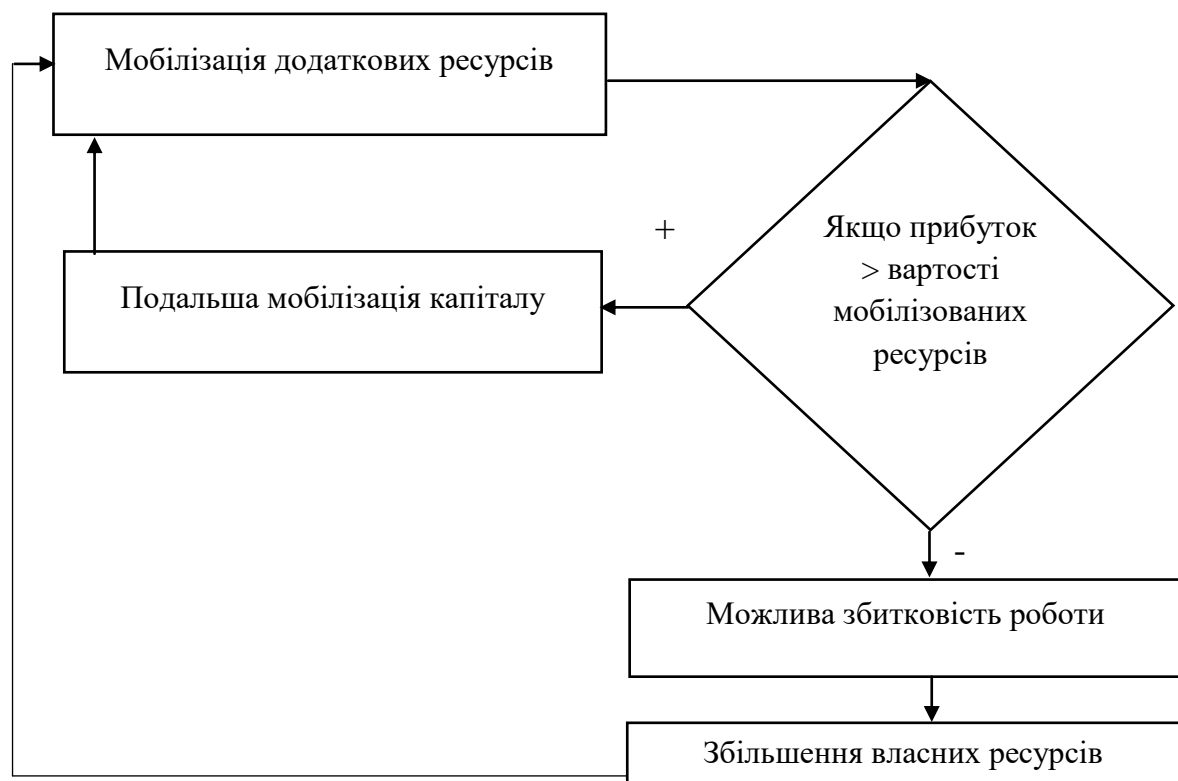 Мобілізація додаткових ресурсів
+
Якщо прибуток
> вартості
мобілізованих
ресурсів
Подальша мобілізація капіталу
-
Можлива збитковість роботи
Збільшення власних ресурсів